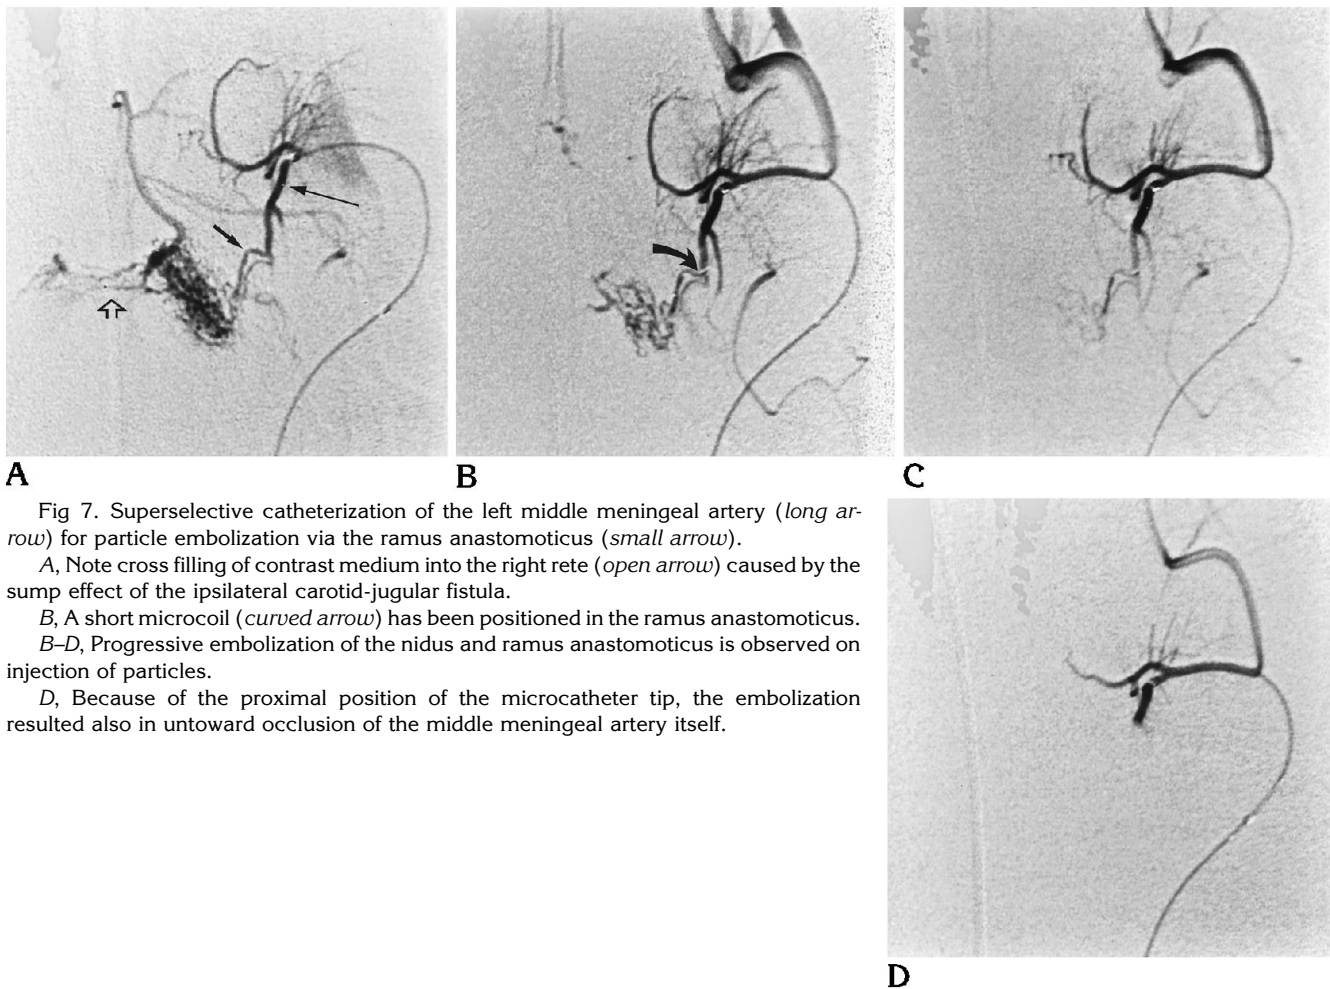 A
B
C
Fig 7. Superselective catheterization of the left middle meningeal artery (long ar-
row) for particle embolization via the ramus anastomoticus (small arrow).
A, Note cross filling of contrast medium into the right rete (open arrow) caused by the
sump effect of the ipsilateral carotid-jugular fistula.
B, A short microcoil (curved arrow) has been positioned in the ramus anastomoticus.
B–D, Progressive embolization of the nidus and ramus anastomoticus is observed on
injection of particles.
D, Because of the proximal position of the microcatheter tip, the embolization
resulted also in untoward occlusion of the middle meningeal artery itself.
D